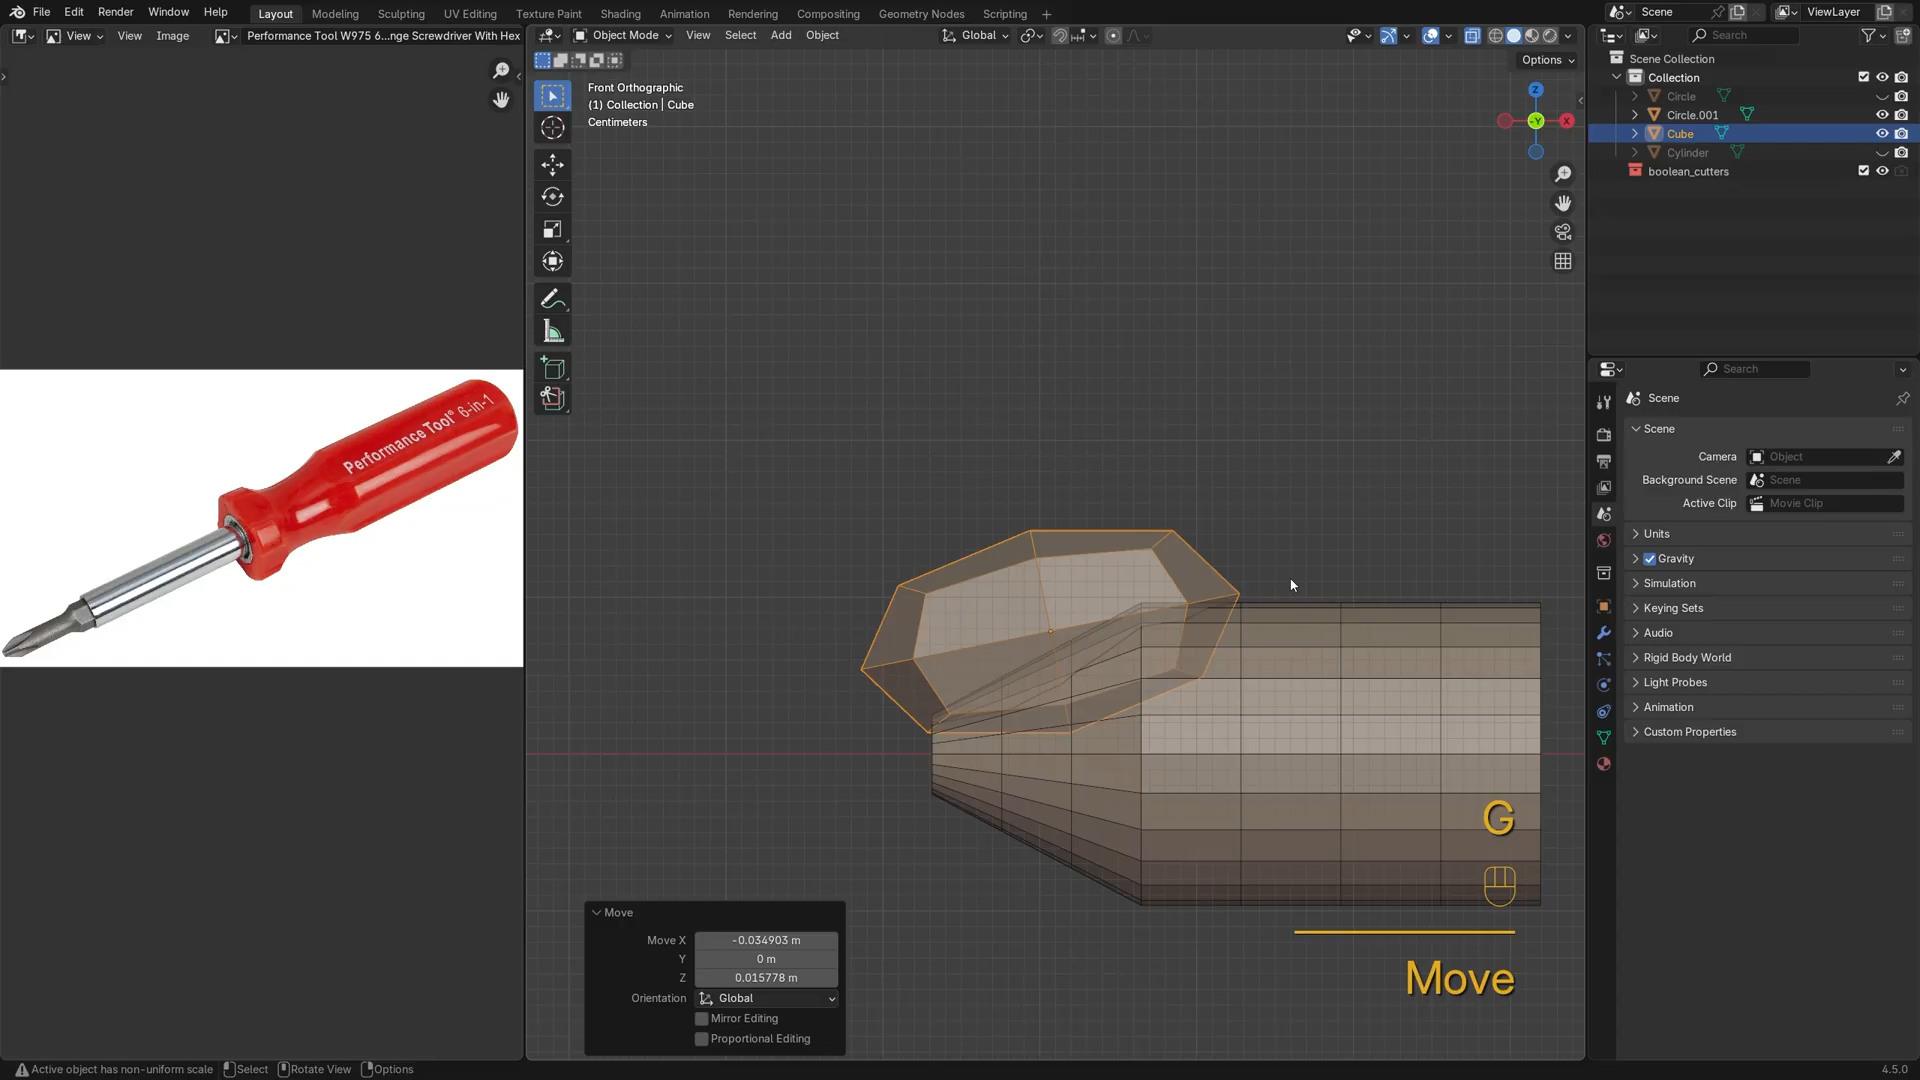 File Edit Render Window Help
Layout Modeling Sculpting UV Editing Texture Paint Shading Animation Rendering Compositing Geometry Nodes Scripting
Scene
ViewLayer
View View Image
Performance Tool W975 6...nge Screwdriver With Hex
Object Mode View Select Add Object
Global
Search
Options
Front Orthographic
(1) Collection | Cube
Centimeters
Z
-Y
X
Scene Collection
Collection
Circle
Circle.001
Cube
Cylinder
boolean_cutters
Search
Scene
Scene
Camera Object
Background Scene Scene
Active Clip Movie Clip
Units
Gravity
Simulation
Keying Sets
Audio
Rigid Body World
Light Probes
Animation
Custom Properties
Performance Tool® 6-in-1
G
Move
Move
Move X -0.034903 m
Y 0 m
Z 0.015778 m
Orientation Global
Mirror Editing
Proportional Editing
Active object has non-uniform scale Select Rotate View Options
4.5.0